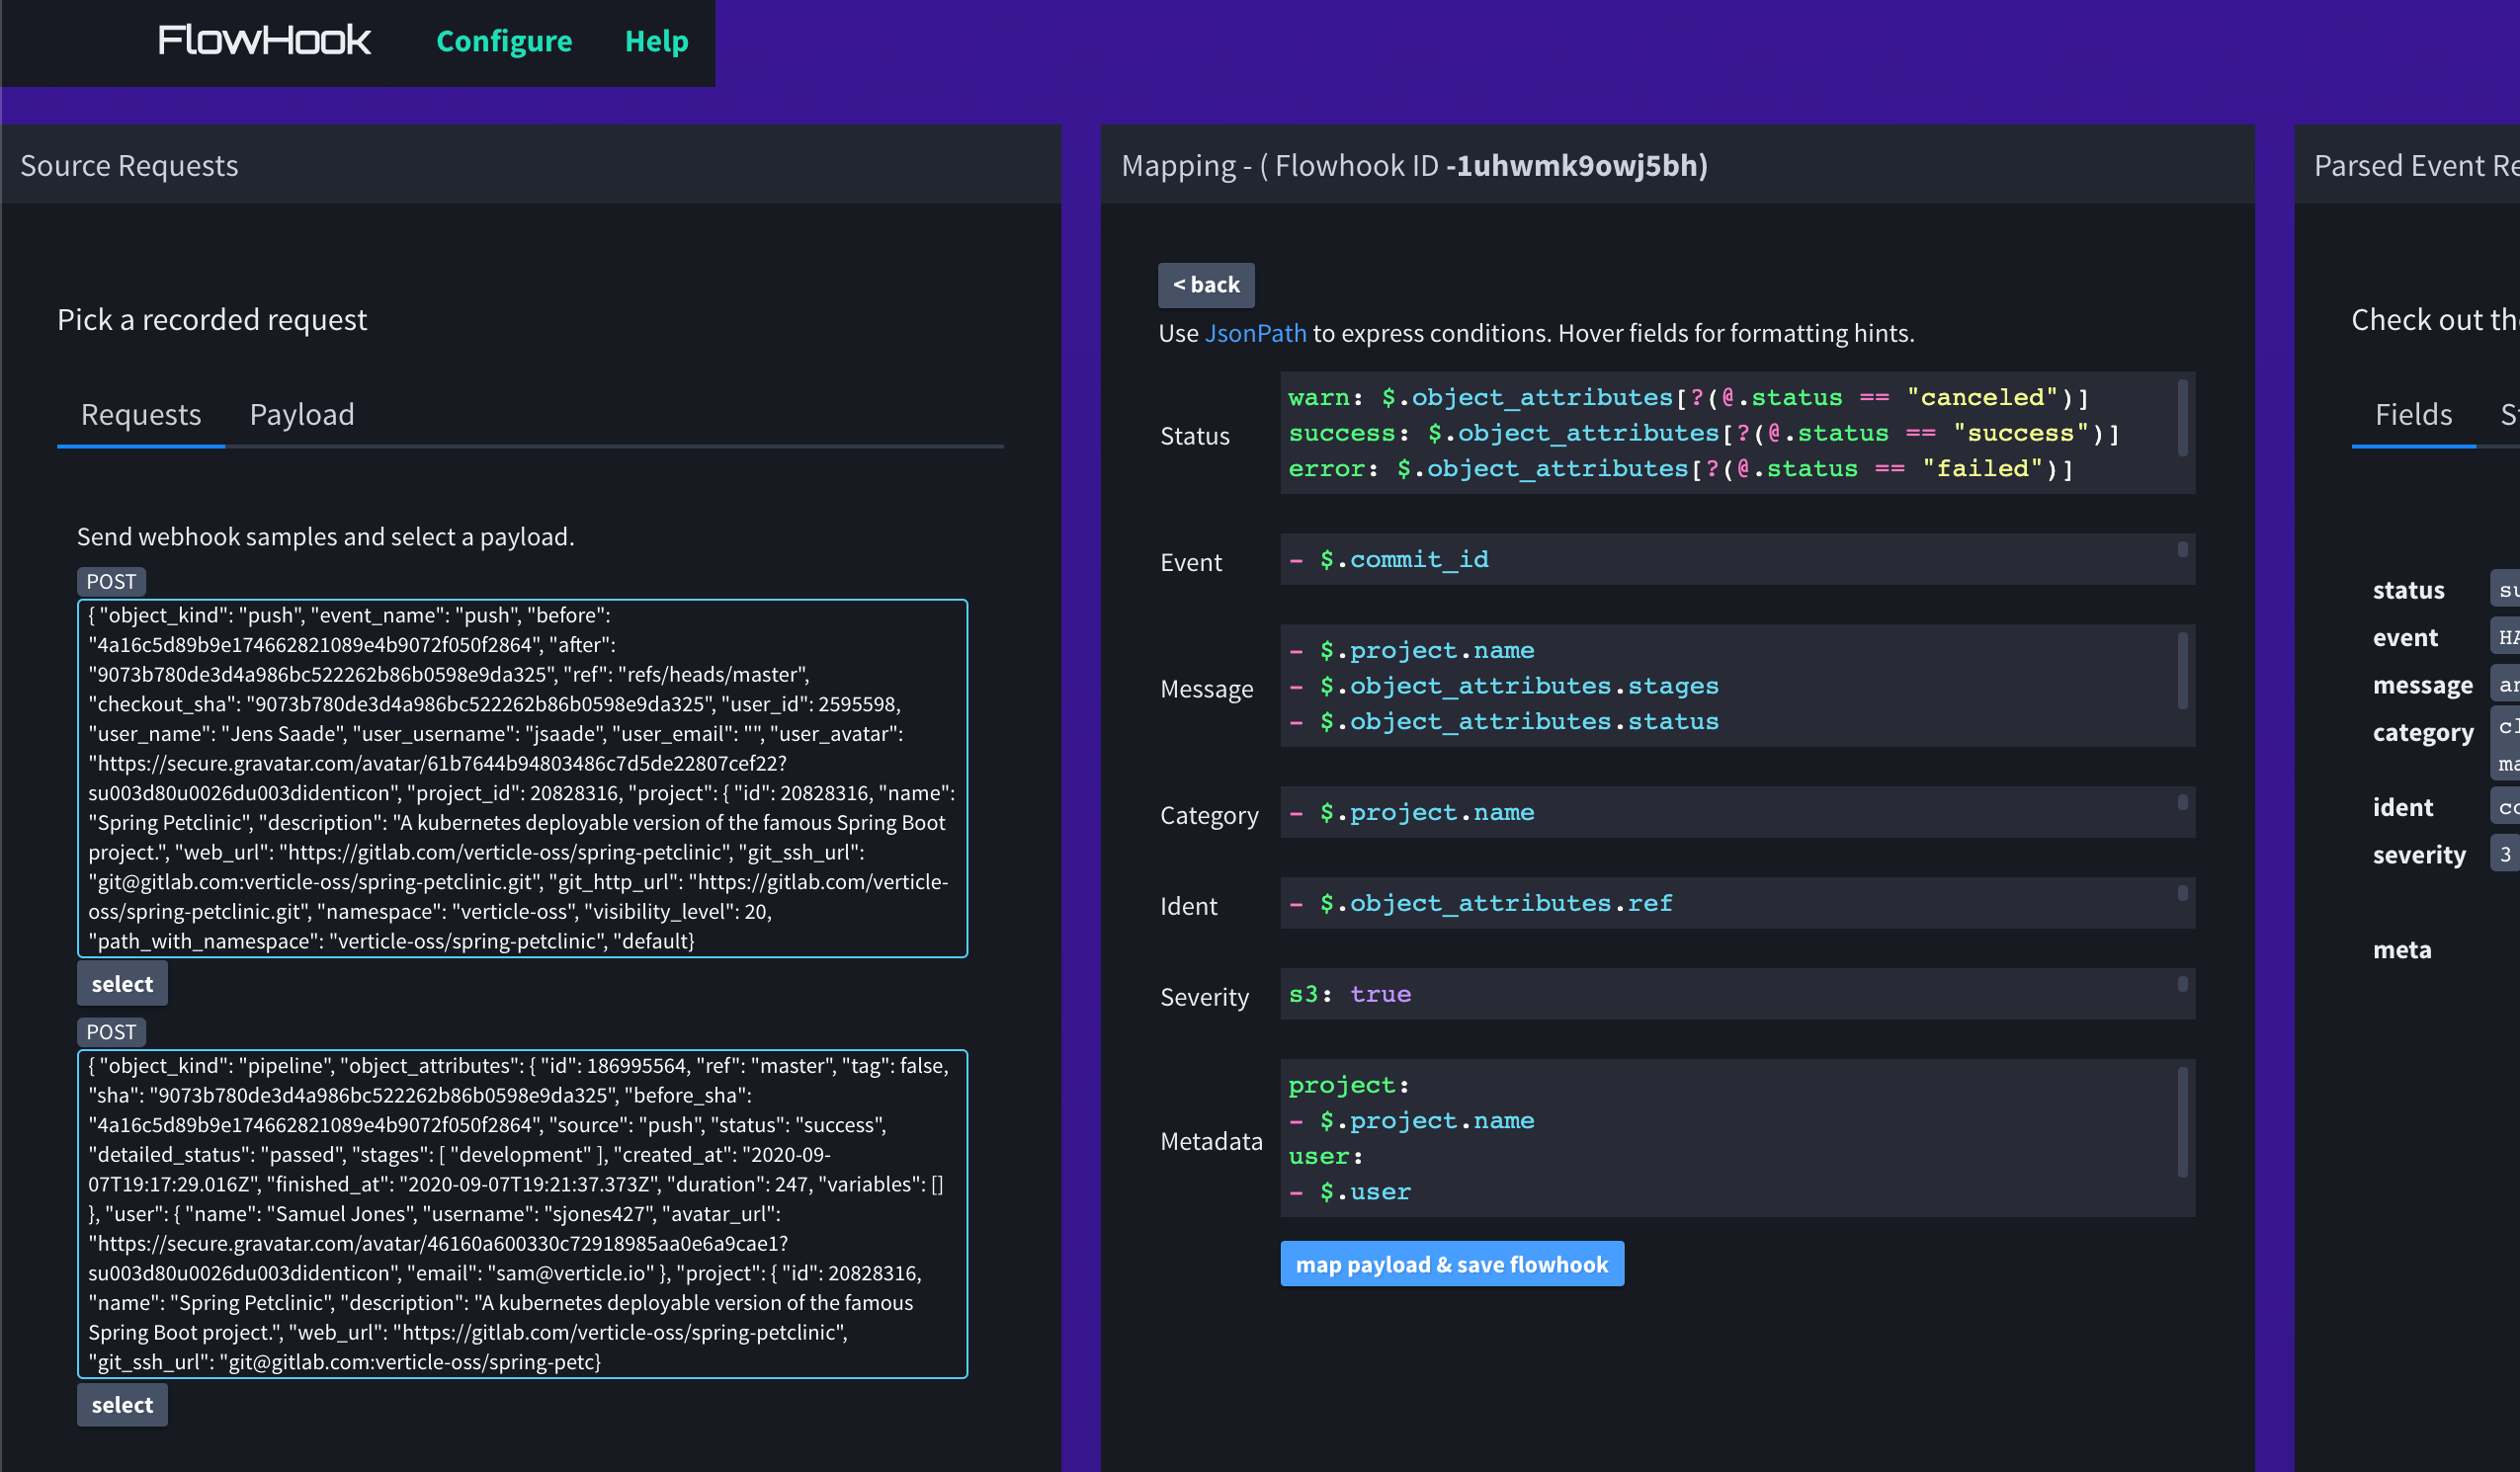 FlowHook Configure Help
Source Requests
Pick a recorded request
Requests Payload
Send webhook samples and select a payload.
POST
{ "object_kind": "push", "event_name": "push", "before":
"4a16c5d89b9e174662821089e4b9072f050f2864", "after":
"9073b780de3d4a986bc522262b86b0598e9da325", "ref": "refs/heads/master",
"checkout_sha": "9073b780de3d4a986bc522262b86b0598e9da325", "user_id": 2595598,
"user_name": "Jens Saade", "user_username": "jsaade", "user_email": "", "user_avatar":
"https://secure.gravatar.com/avatar/61b7644b94803486c7d5de22807cef22?
su003d80u0026du003didenticon", "project_id": 20828316, "project": { "id": 20828316, "name":
"Spring Petclinic", "description": "A kubernetes deployable version of the famous Spring Boot
project.", "web_url": "https://gitlab.com/verticle-oss/spring-petclinic", "git_ssh_url":
"git@gitlab.com:verticle-oss/spring-petclinic.git", "git_http_url": "https://gitlab.com/verticle-
oss/spring-petclinic.git", "namespace": "verticle-oss", "visibility_level": 20,
"path_with_namespace": "verticle-oss/spring-petclinic", "default}
select
POST
{ "object_kind": "pipeline", "object_attributes": { "id": 186995564, "ref": "master", "tag": false,
"sha": "9073b780de3d4a986bc522262b86b0598e9da325", "before_sha":
"4a16c5d89b9e174662821089e4b9072f050f2864", "source": "push", "status": "success",
"detailed_status": "passed", "stages": [ "development" ], "created_at": "2020-09-
07T19:17:29.016Z", "finished_at": "2020-09-07T19:21:37.373Z", "duration": 247, "variables": []
}, "user": { "name": "Samuel Jones", "username": "sjones427", "avatar_url":
"https://secure.gravatar.com/avatar/46160a600330c72918985aa0e6a9cae1?
su003d80u0026du003didenticon", "email": "sam@verticle.io" }, "project": { "id": 20828316,
"name": "Spring Petclinic", "description": "A kubernetes deployable version of the famous
Spring Boot project.", "web_url": "https://gitlab.com/verticle-oss/spring-petclinic",
"git_ssh_url": "git@gitlab.com:verticle-oss/spring-petc}
select
Mapping - ( Flowhook ID -1uhwmk9owj5bh)
< back
Use JsonPath to express conditions. Hover fields for formatting hints.
Status
warn: $.object_attributes[?(@.status == "canceled")]
success: $.object_attributes[?(@.status == "success")]
error: $.object_attributes[?(@.status == "failed")]
Event
- $.commit_id
Message
- $.project.name
- $.object_attributes.stages
- $.object_attributes.status
Category
- $.project.name
Ident
- $.object_attributes.ref
Severity
s3: true
Metadata
project:
- $.project.name
user:
- $.user
map payload & save flowhook
Parsed Event Re
Check out th
Fields
status su
event HA
message
category cl
ma
ident
severity 3
meta